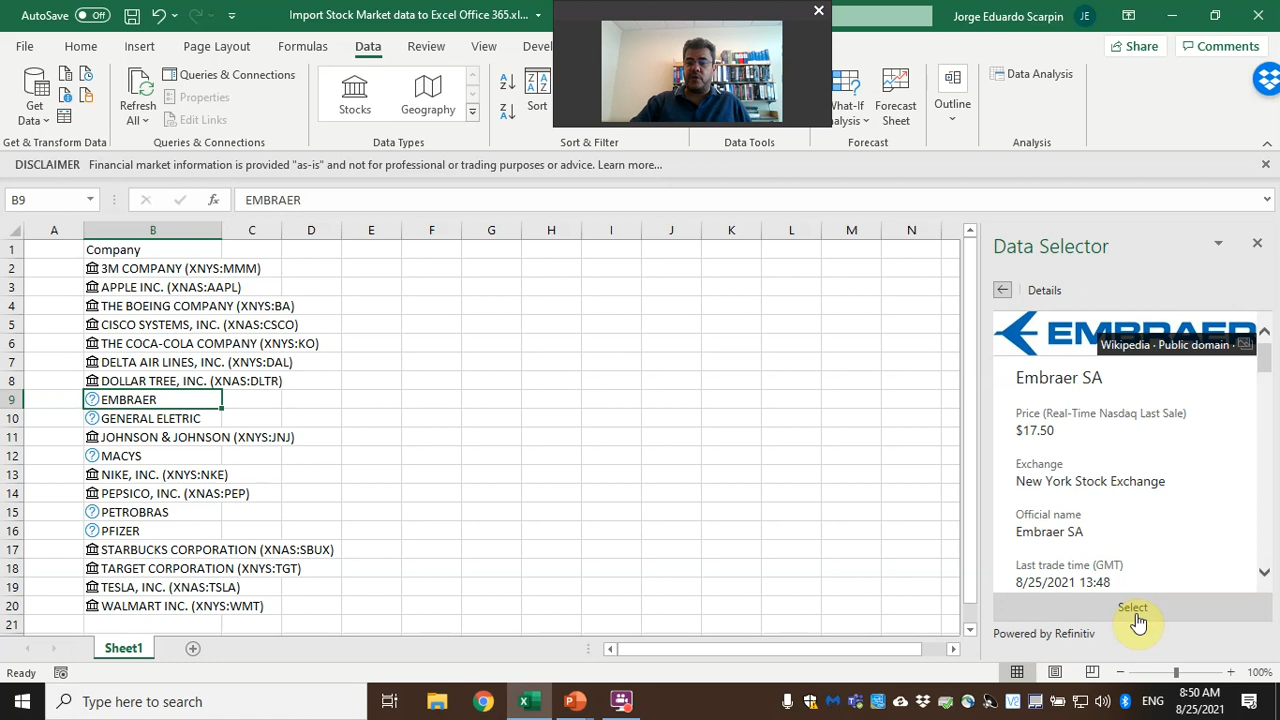 AutoSave Off
Import Stock Market data to Excel Office 365.xl...
Jorge Eduardo Scarpin JE
File Home Insert Page Layout Formulas Data Review View Devel
Share Comments
Get Data
Refresh All
Queries & Connections
Properties
Edit Links
Stocks
Geography
Sort
What-If Analysis
Forecast Sheet
Outline
Data Analysis
Get & Transform Data
Queries & Connections
Data Types
Sort & Filter
Data Tools
Forecast
Analysis
DISCLAIMER Financial market information is provided "as-is" and not for professional or trading purposes or advice. Learn more...
B9 fx EMBRAER
A B C D E F G H I J K L M N
1 Company
2 3M COMPANY (XNYS:MMM)
3 APPLE INC. (XNAS:AAPL)
4 THE BOEING COMPANY (XNYS:BA)
5 CISCO SYSTEMS, INC. (XNAS:CSCO)
6 THE COCA-COLA COMPANY (XNYS:KO)
7 DELTA AIR LINES, INC. (XNYS:DAL)
8 DOLLAR TREE, INC. (XNAS:DLTR)
9 EMBRAER
10 GENERAL ELETRIC
11 JOHNSON & JOHNSON (XNYS:JNJ)
12 MACYS
13 NIKE, INC. (XNYS:NKE)
14 PEPSICO, INC. (XNAS:PEP)
15 PETROBRAS
16 PFIZER
17 STARBUCKS CORPORATION (XNAS:SBUX)
18 TARGET CORPORATION (XNYS:TGT)
19 TESLA, INC. (XNAS:TSLA)
20 WALMART INC. (XNYS:WMT)
21
Data Selector
Details
EMBRAER
Wikipedia · Public domain ·
Embraer SA
Price (Real-Time Nasdaq Last Sale)
$17.50
Exchange
New York Stock Exchange
Official name
Embraer SA
Last trade time (GMT)
8/25/2021 13:48
Select
Powered by Refinitiv
Sheet1
Ready
100%
Type here to search
ENG
8:50 AM
8/25/2021